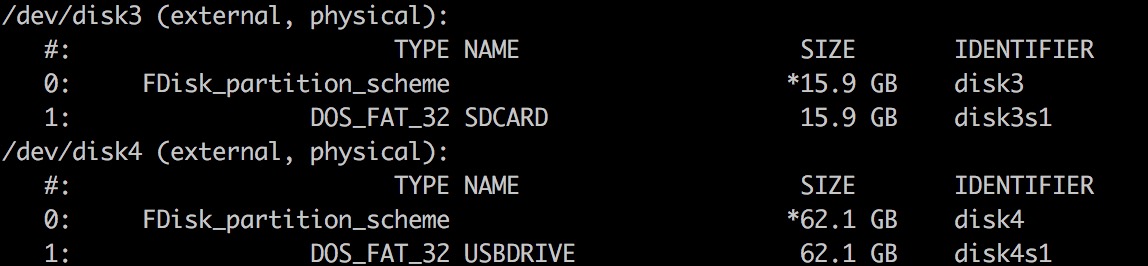 /dev/disk3 (external, physical):
   #:                       TYPE NAME                    SIZE       IDENTIFIER
   0:     FDisk_partition_scheme                        *15.9 GB    disk3
   1:                 DOS_FAT_32 SDCARD                  15.9 GB    disk3s1
/dev/disk4 (external, physical):
   #:                       TYPE NAME                    SIZE       IDENTIFIER
   0:     FDisk_partition_scheme                        *62.1 GB    disk4
   1:                 DOS_FAT_32 USBDRIVE                62.1 GB    disk4s1